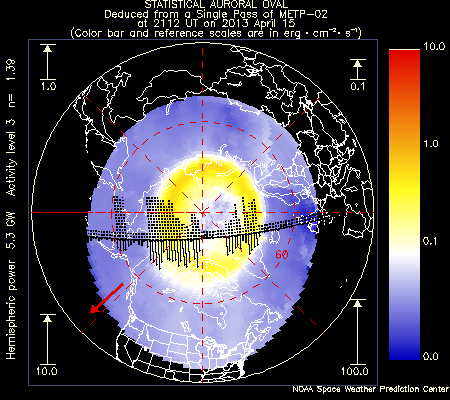 STATISTICAL AURORAL OVAL
Deduced from a Single Pass of METP-02
at 2112 UT on 2013 April 15
(Color bar and reference scales are in erg · cm⁻² · s⁻¹)
Hemispheric power 5.3 GW Activity level 3 n= 1.39
1.0
0.1
10.0
1.0
0.1
0.0
60
10.0
100.0
NOAA Space Weather Prediction Center